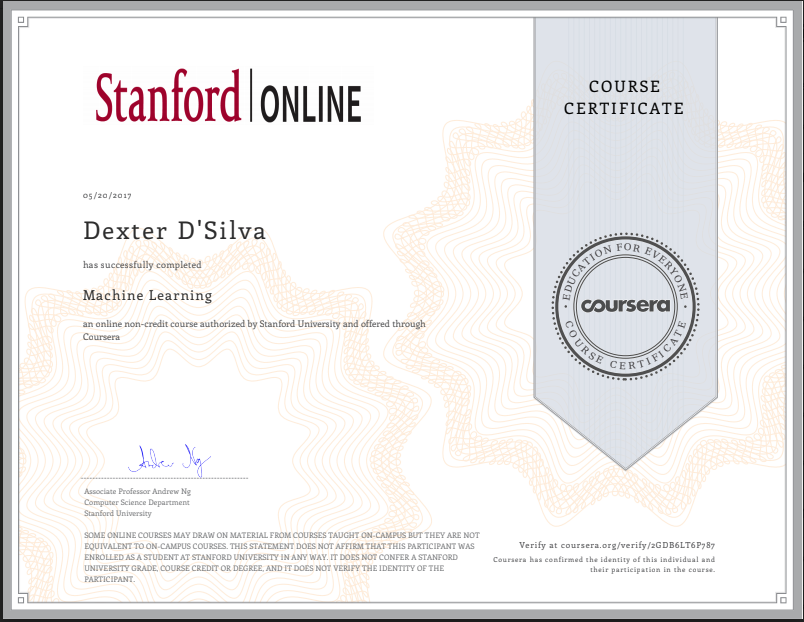 Stanford | ONLINE
COURSE
CERTIFICATE
05/20/2017
Dexter D'Silva
has successfully completed
Machine Learning
an online non-credit course authorized by Stanford University and offered through
Coursera
EDUCATION FOR EVERYONE
coursera
COURSE CERTIFICATE
Andrew Ng
Associate Professor Andrew Ng
Computer Science Department
Stanford University
SOME ONLINE COURSES MAY DRAW ON MATERIAL FROM COURSES TAUGHT ON-CAMPUS BUT THEY ARE NOT
EQUIVALENT TO ON-CAMPUS COURSES. THIS STATEMENT DOES NOT AFFIRM THAT THIS PARTICIPANT WAS
ENROLLED AS A STUDENT AT STANFORD UNIVERSITY IN ANY WAY. IT DOES NOT CONFER A STANFORD
UNIVERSITY GRADE, COURSE CREDIT OR DEGREE, AND IT DOES NOT VERIFY THE IDENTITY OF THE
PARTICIPANT.
Verify at coursera.org/verify/2GDB6LT6P787
Coursera has confirmed the identity of this individual and
their participation in the course.